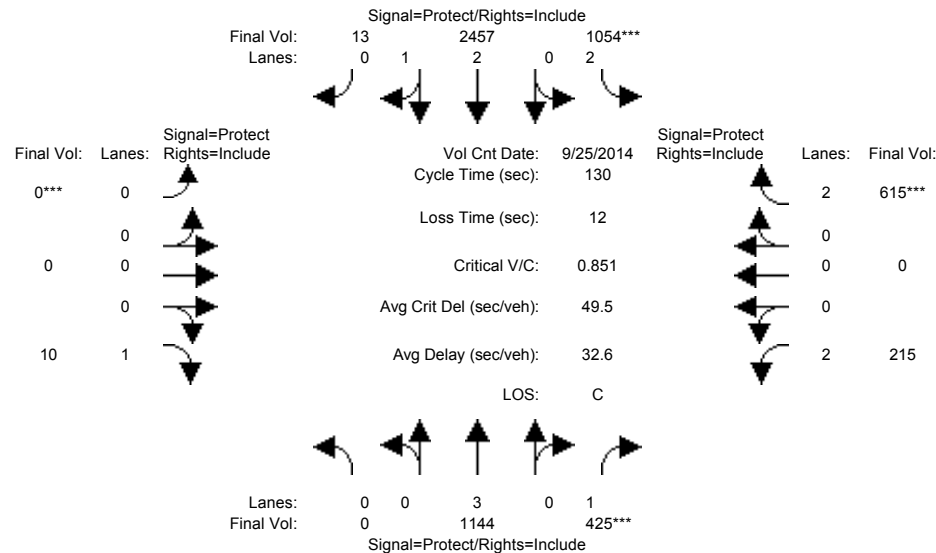 Signal=Protect/Rights=Include
Final Vol: 13 2457 1054***
Lanes: 0 1 2 0 2
Signal=Protect Signal=Protect
Final Vol: Lanes: Rights=Include Vol Cnt Date: 9/25/2014 Rights=Include Lanes: Final Vol:
Cycle Time (sec): 130
0*** 0 2 615***
Loss Time (sec): 12
0 0
0 0 Critical V/C: 0.851 0 0
0 Avg Crit Del (sec/veh): 49.5 0
10 1 Avg Delay (sec/veh): 32.6 2 215
LOS: C
Lanes: 0 0 3 0 1
Final Vol: 0 1144 425***
Signal=Protect/Rights=Include